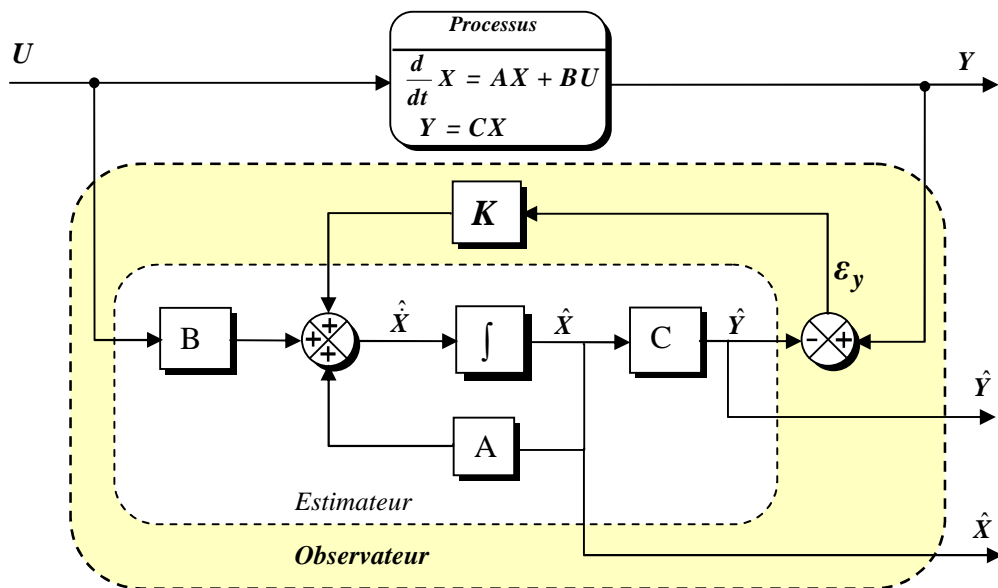 Processus
U
d/dt X = AX + BU
Y = CX
Y
K
ε_y
B
+
+
+
Ẋ̂
∫
X̂
C
Ŷ
-
+
Ŷ
A
Estimateur
Observateur
X̂